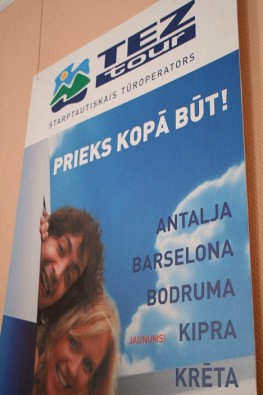 TEZ
TOUR
STARPTAUTISKAIS TŪROPERATORS
PRIEKS KOPĀ BŪT!
ANTALJA
BARSELONA
BODRUMA
JAUNUMS! KIPRA
KRĒTA